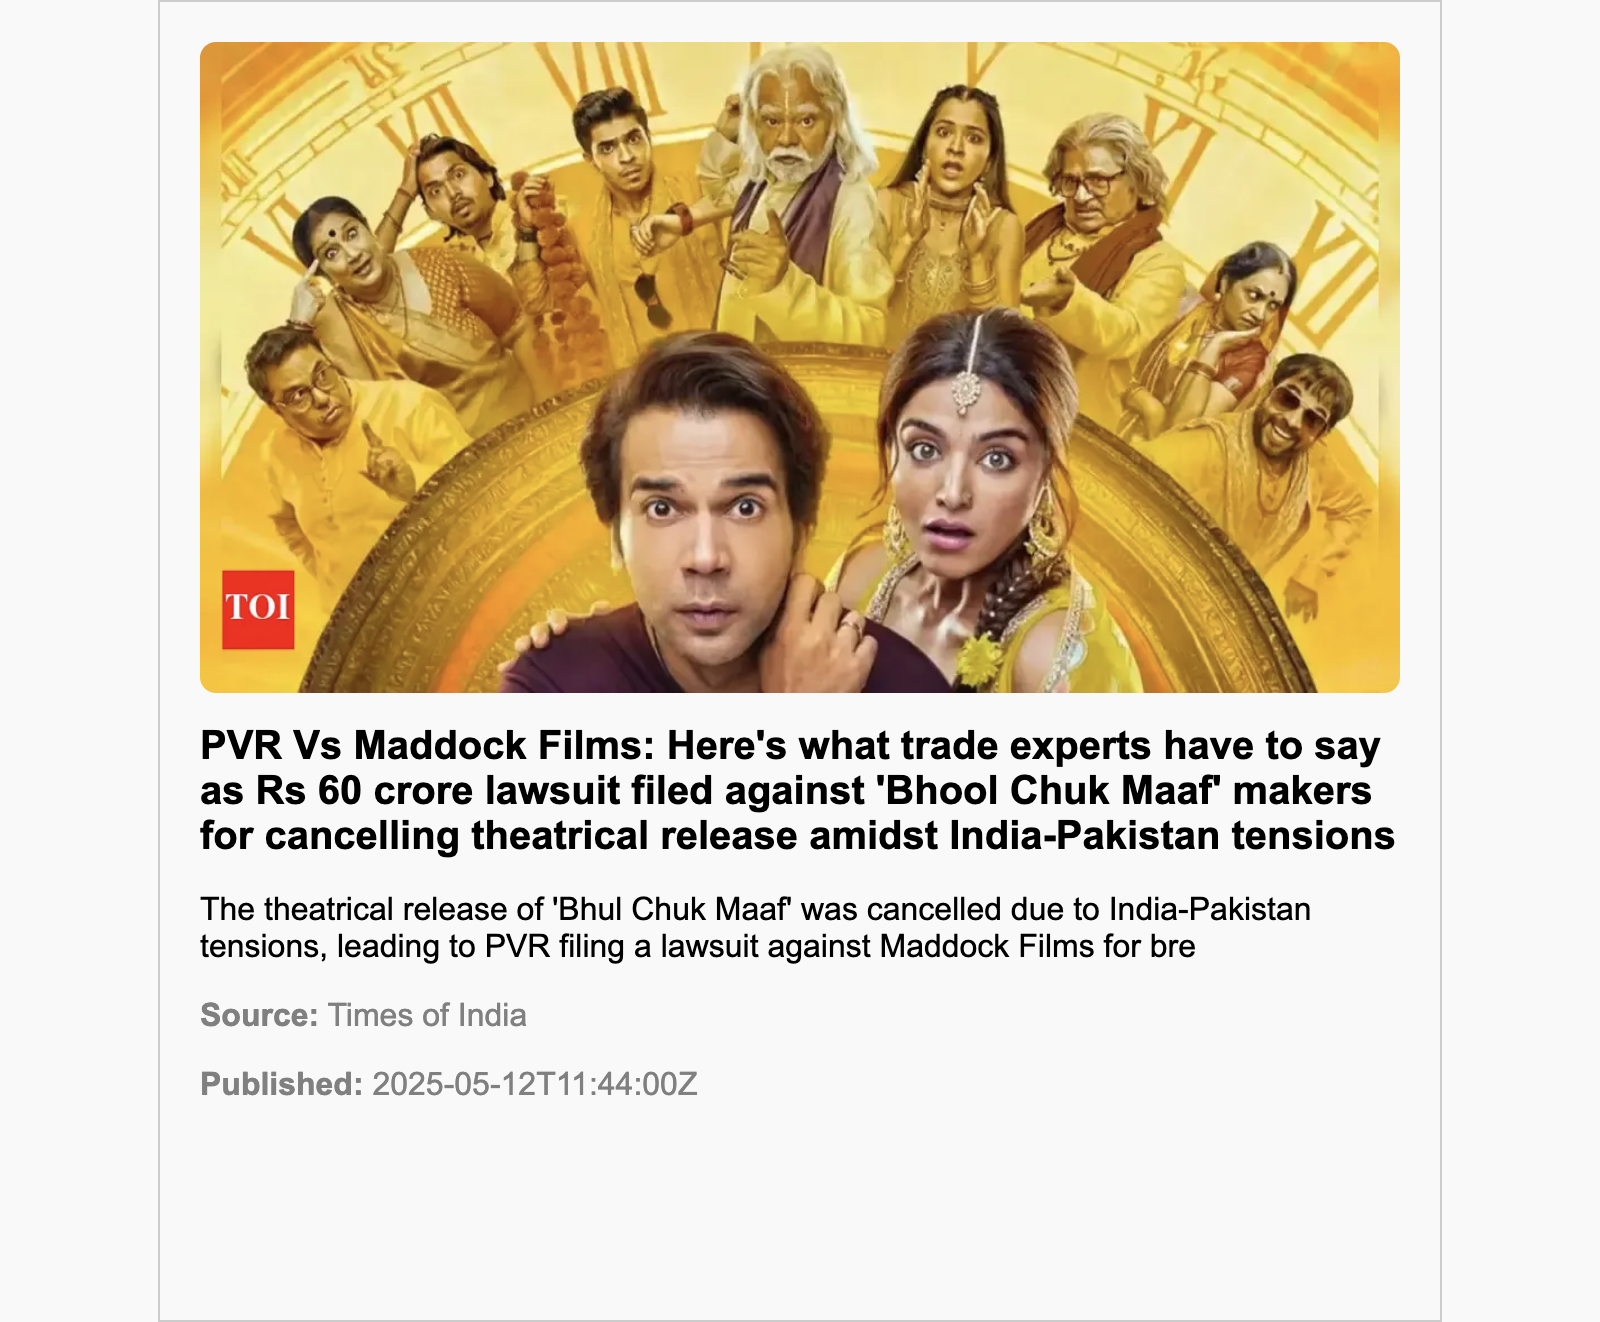 TOI
PVR Vs Maddock Films: Here's what trade experts have to say
as Rs 60 crore lawsuit filed against 'Bhool Chuk Maaf' makers
for cancelling theatrical release amidst India-Pakistan tensions
The theatrical release of 'Bhul Chuk Maaf' was cancelled due to India-Pakistan
tensions, leading to PVR filing a lawsuit against Maddock Films for bre
Source: Times of India
Published: 2025-05-12T11:44:00Z